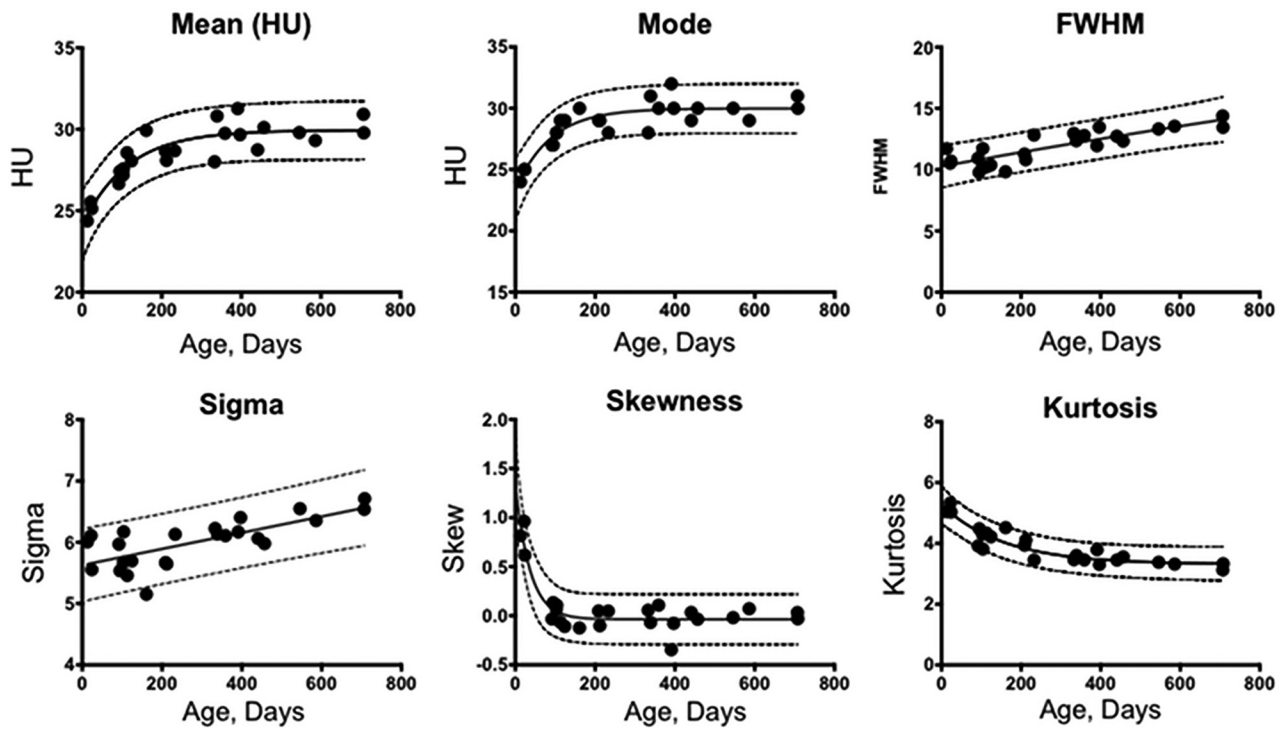 Mean (HU)
35
30
25
20
HU
0 200 400 600 800
Age, Days
Mode
35
30
25
20
15
HU
0 200 400 600 800
Age, Days
FWHM
20
15
10
5
0
FWHM
0 200 400 600 800
Age, Days
Sigma
8
7
6
5
4
Sigma
0 200 400 600 800
Age, Days
Skewness
2.0
1.5
1.0
0.5
0.0
-0.5
Skew
0 200 400 600 800
Age, Days
Kurtosis
8
6
4
2
0
Kurtosis
0 200 400 600 800
Age, Days